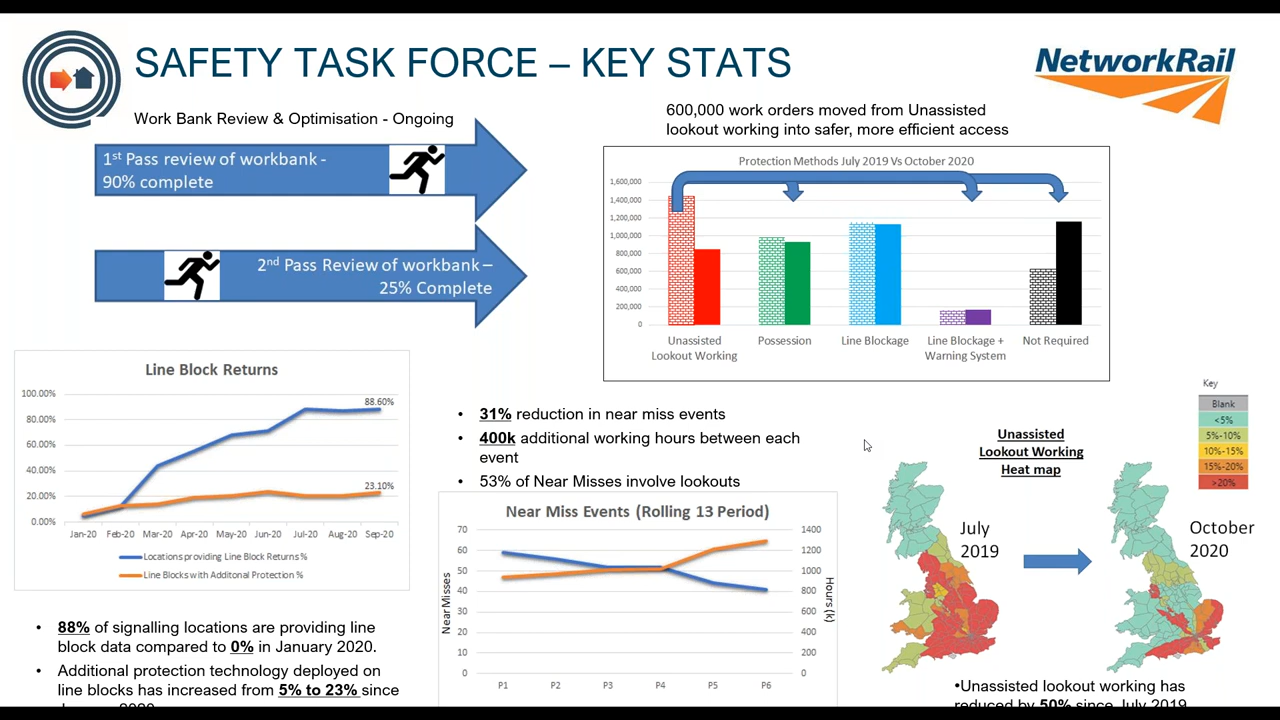 SAFETY TASK FORCE – KEY STATS
NetworkRail
Work Bank Review & Optimisation - Ongoing
1st Pass review of workbank -
90% complete
2nd Pass Review of workbank –
25% Complete
600,000 work orders moved from Unassisted
lookout working into safer, more efficient access
Protection Methods July 2019 Vs October 2020
1,600,000
1,400,000
1,200,000
1,000,000
800,000
600,000
400,000
200,000
0
Unassisted
Lookout Working
Possession
Line Blockage
Line Blockage +
Warning System
Not Required
Line Block Returns
100.00%
80.00%
60.00%
40.00%
20.00%
0.00%
88.60%
23.10%
Jan-20 Feb-20 Mar-20 Apr-20 May-20 Jun-20 Jul-20 Aug-20 Sep-20
Locations providing Line Block Returns %
Line Blocks with Additonal Protection %
• 88% of signalling locations are providing line
block data compared to 0% in January 2020.
• Additional protection technology deployed on
line blocks has increased from 5% to 23% since
• 31% reduction in near miss events
• 400k additional working hours between each
event
• 53% of Near Misses involve lookouts
Near Miss Events (Rolling 13 Period)
70
60
50
40
30
20
10
0
Near Misses
1400
1200
1000
800
600
400
200
0
Hours (k)
P1 P2 P3 P4 P5 P6
Unassisted
Lookout Working
Heat map
Key
Blank
<5%
5%-10%
10%-15%
15%-20%
>20%
July
2019
October
2020
•Unassisted lookout working has
reduced by 50% since July 2019